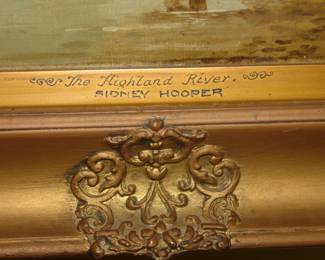 The Highland River.
SIDNEY HOOPER